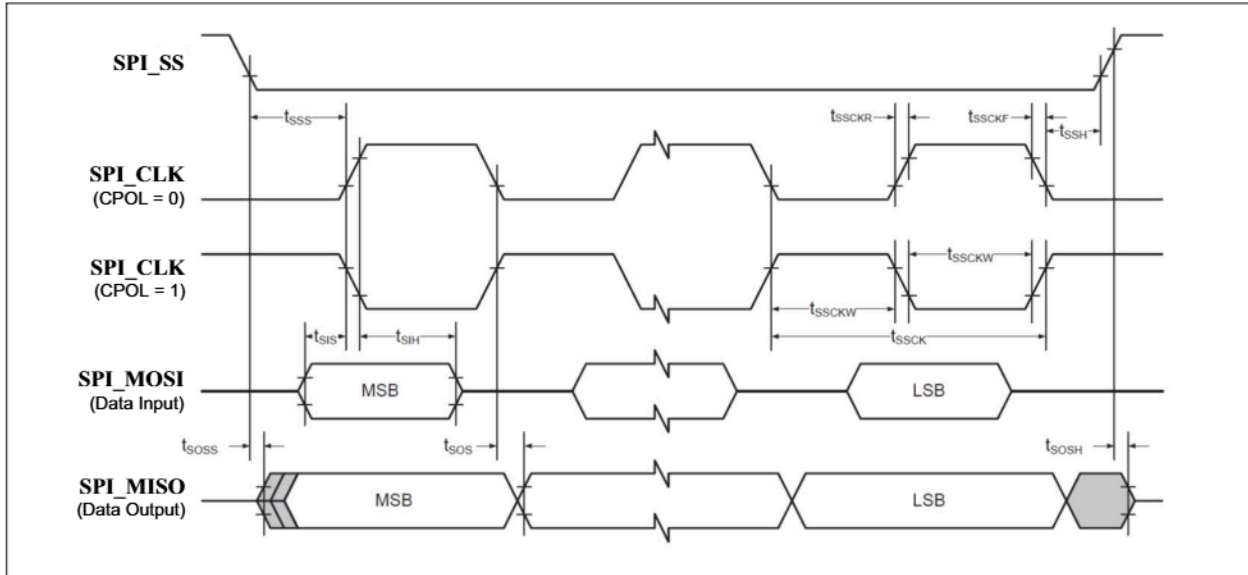 SPI_SS
tSSS
tSSCKR
tSSCKF
tSSH
SPI_CLK
(CPOL = 0)
SPI_CLK
(CPOL = 1)
tSSCKW
tSSCKW
tSSCK
tSIS
tSIH
SPI_MOSI
(Data Input)
MSB
LSB
tSOSS
tSOS
tSOSH
SPI_MISO
(Data Output)
MSB
LSB